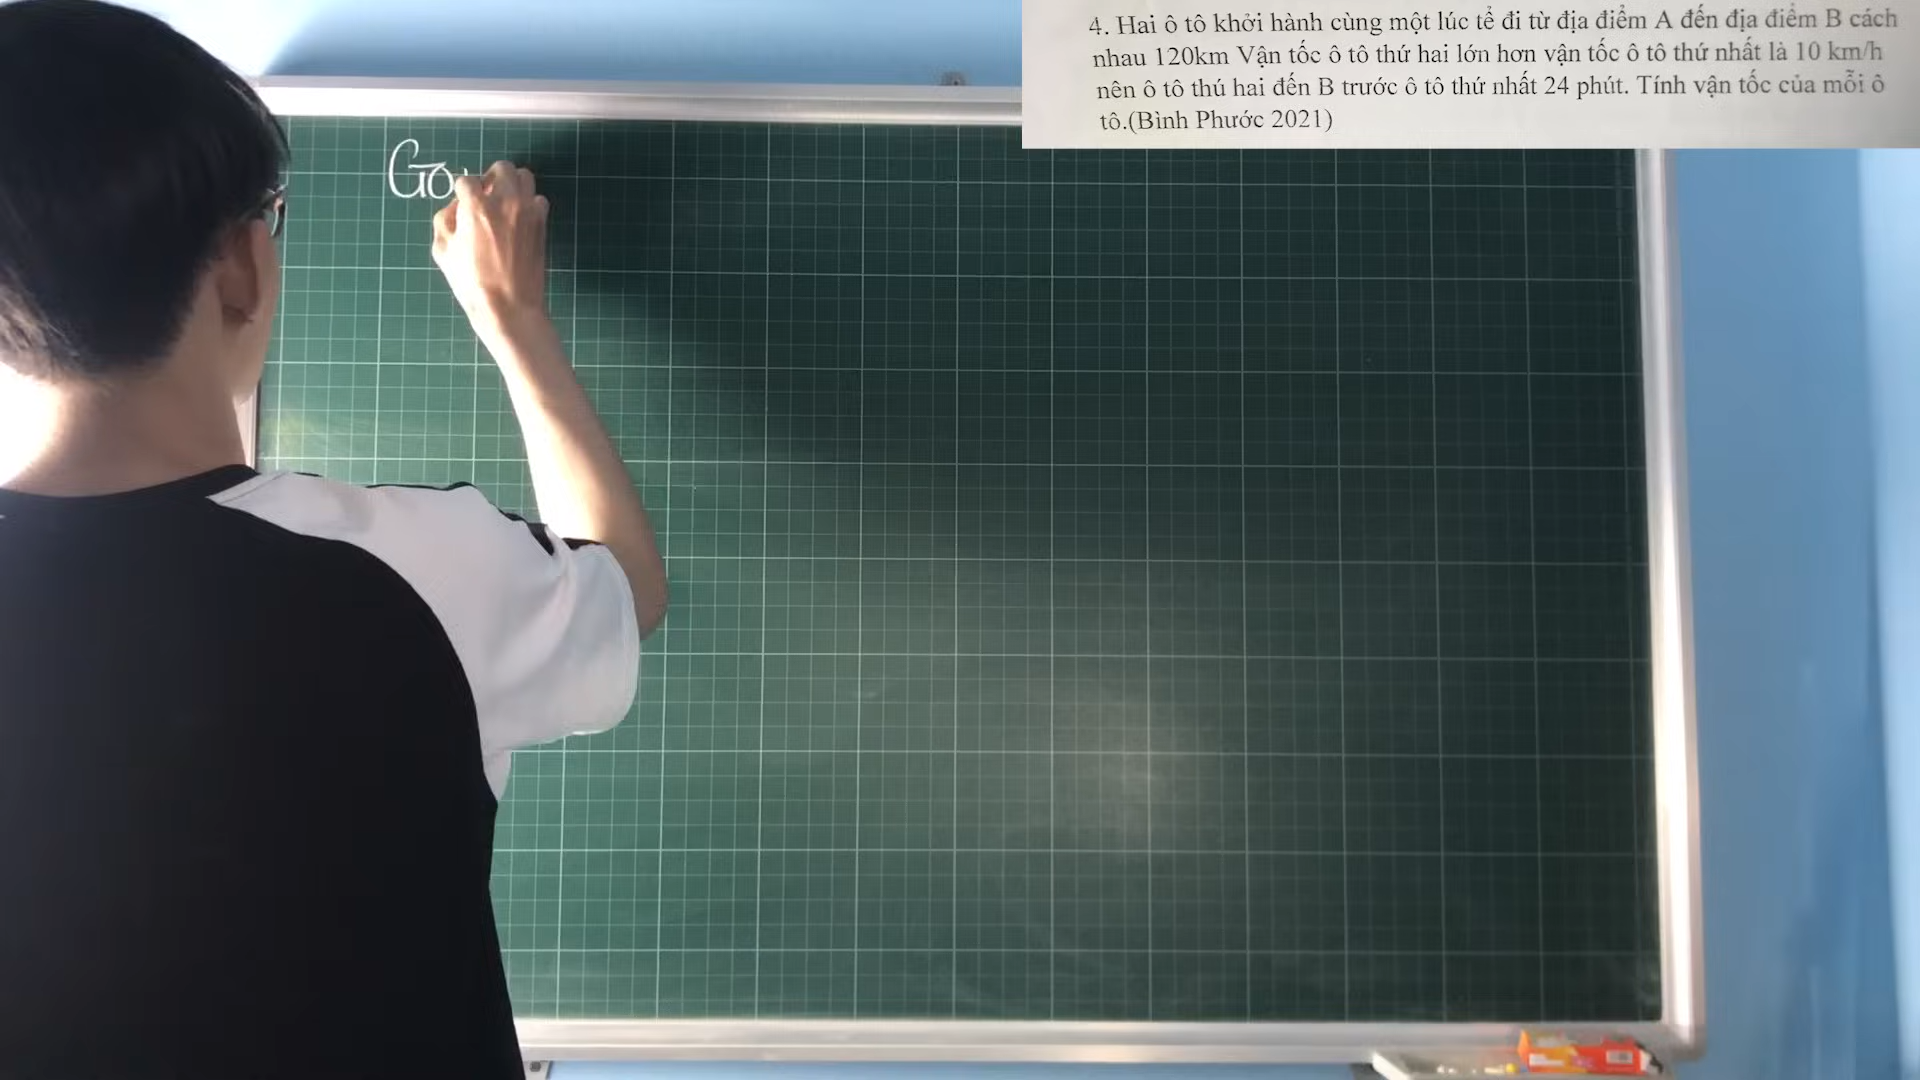 4. Hai ô tô khởi hành cùng một lúc tể đi từ địa điểm A đến địa điểm B cách
nhau 120km Vận tốc ô tô thứ hai lớn hơn vận tốc ô tô thứ nhất là 10 km/h
nên ô tô thú hai đến B trước ô tô thứ nhất 24 phút. Tính vận tốc của mỗi ô
tô.(Bình Phước 2021)
Go